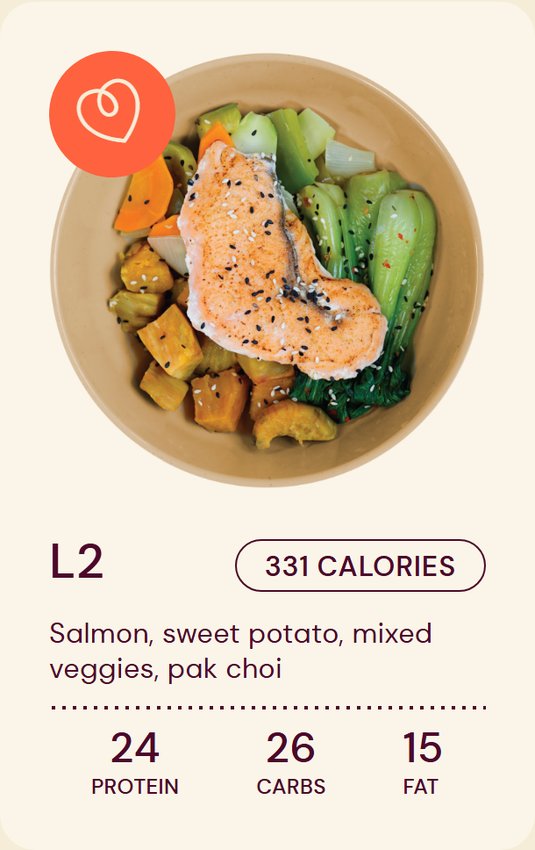 L2
331 CALORIES
Salmon, sweet potato, mixed
veggies, pak choi
24 26 15
PROTEIN CARBS FAT